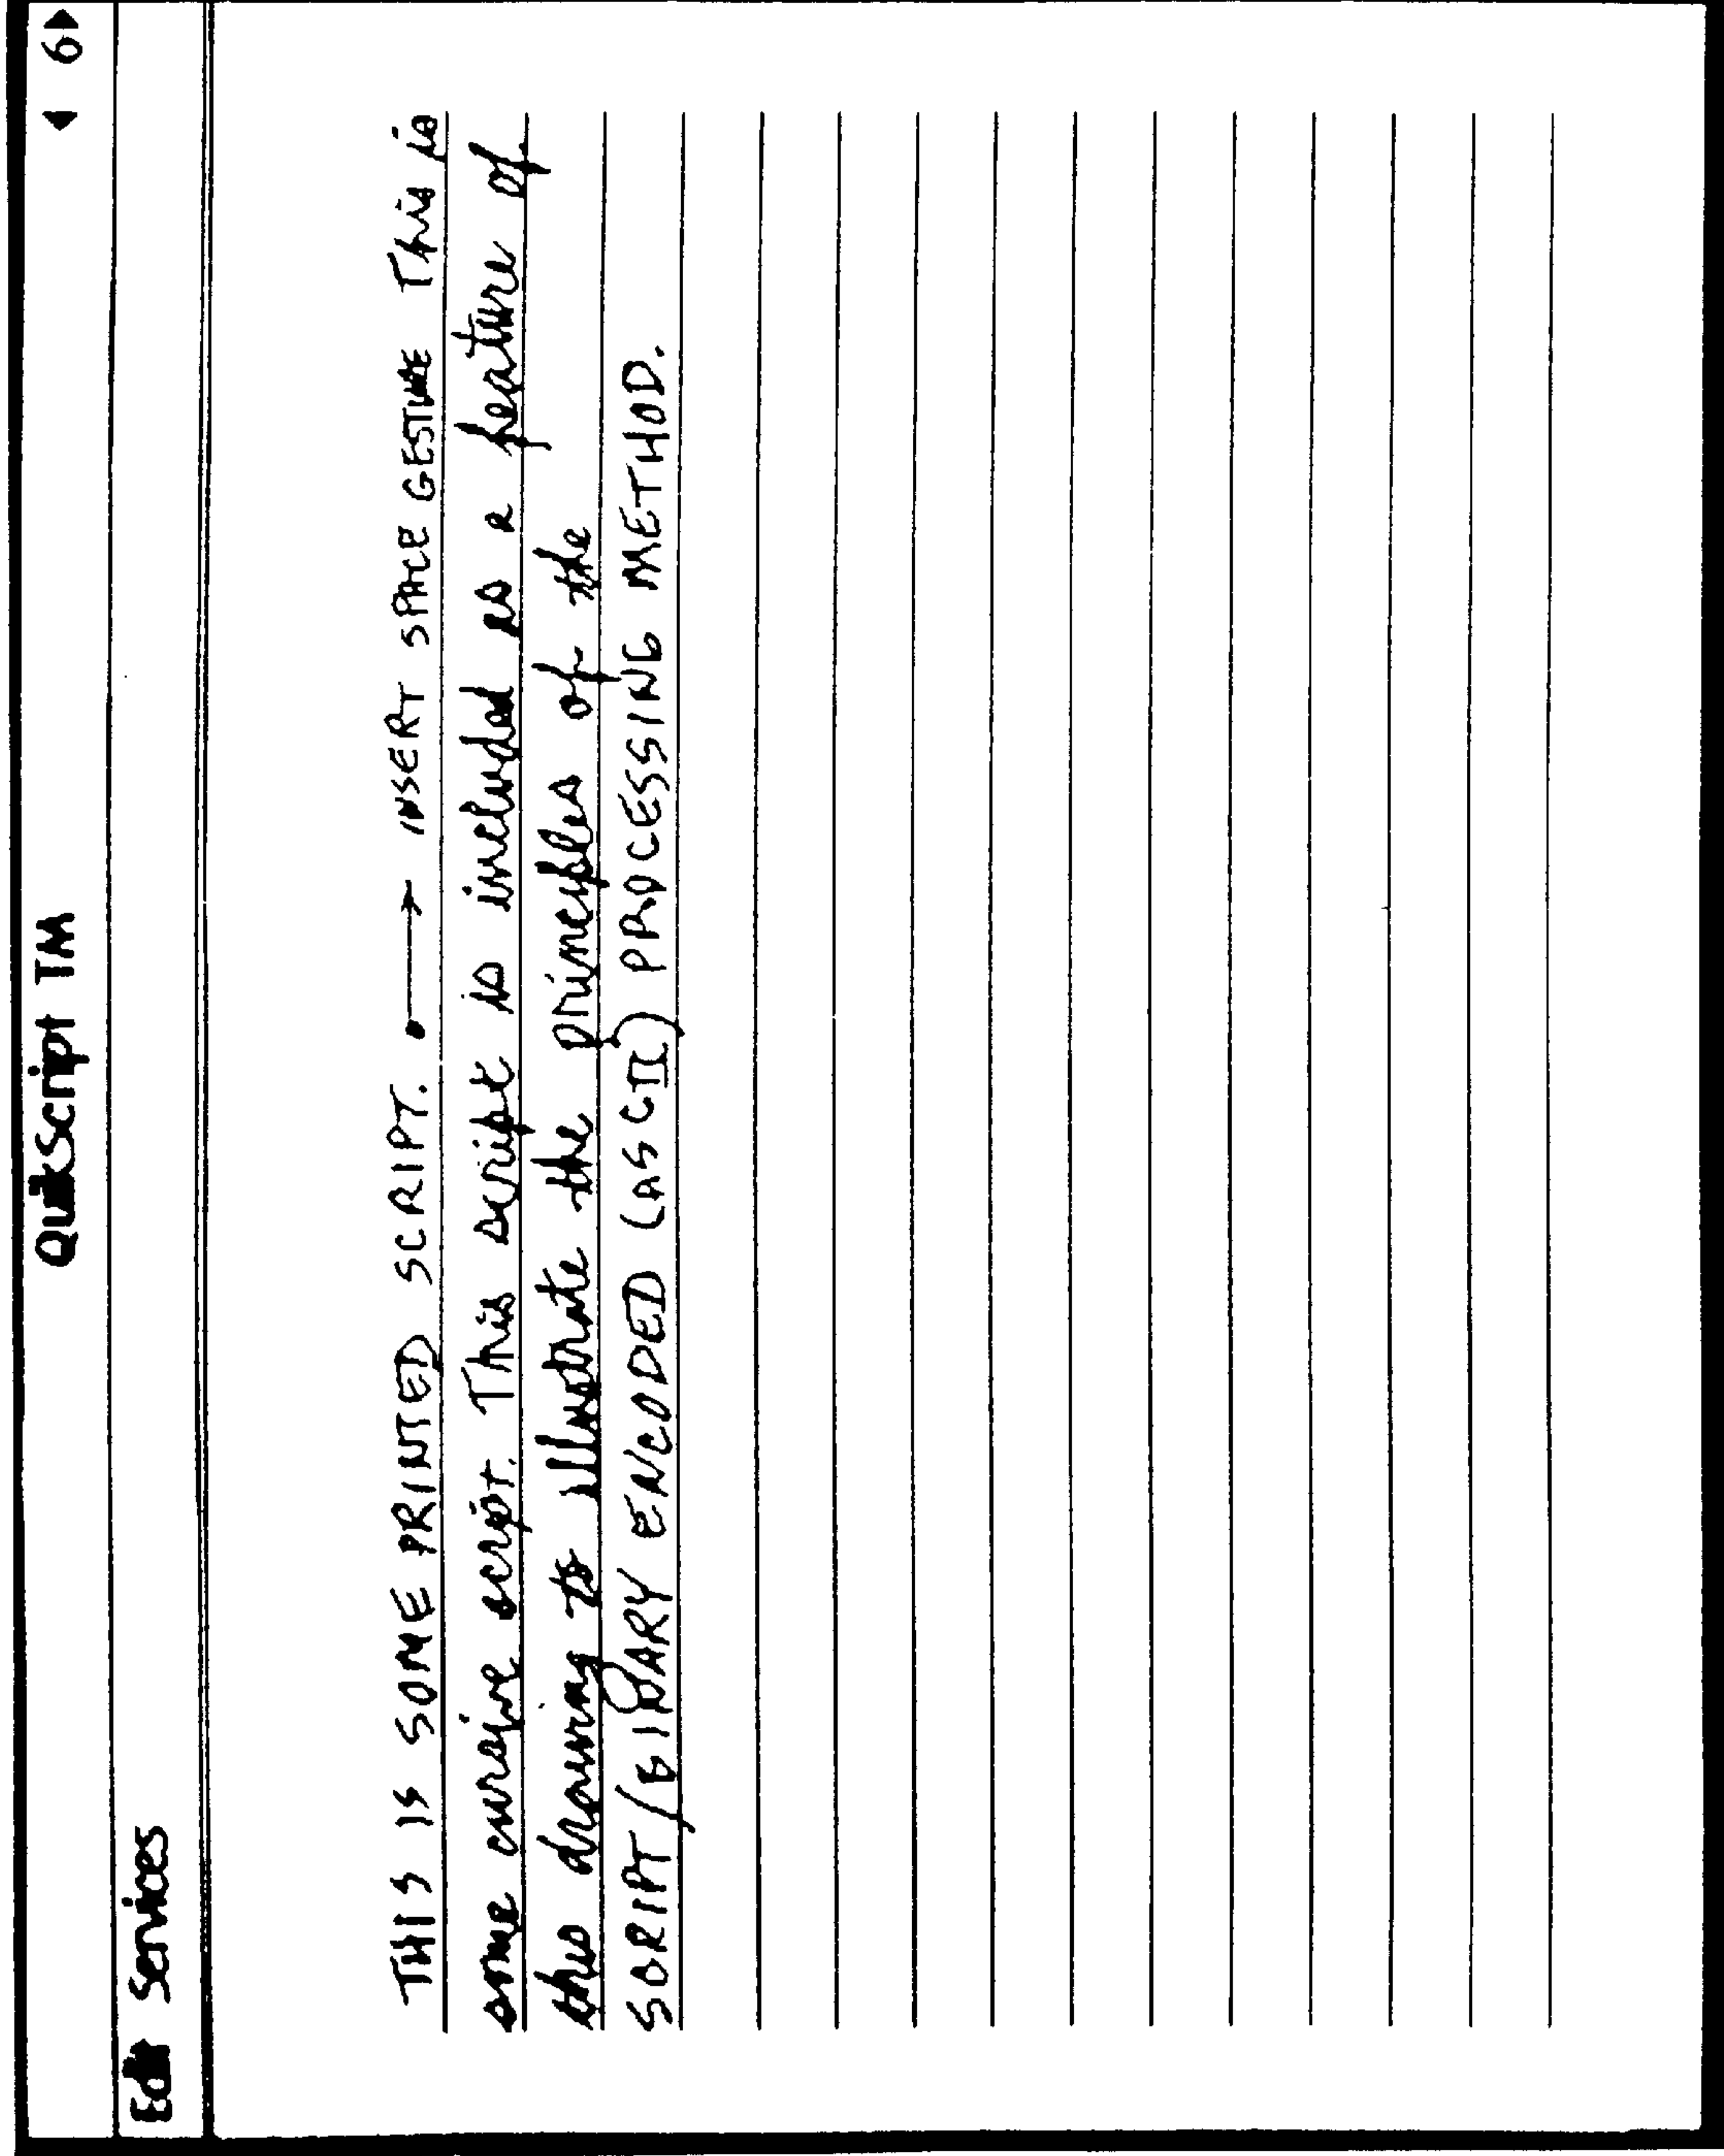 QuikScript TM ◀ 6▶
Edit Services
THIS IS SOME PRINTED SCRIPT. •⟶ INSERT SPACE GESTURE This is
some cursive script. This script is included as a feature of
this drawing to illustrate the principles of the
SCRIPT/BINARY ENCODED (ASCII) PROCESSING METHOD.